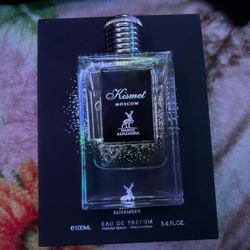 Kismet
MOSCOW
MAISON
ALHAMBRA
ALHAMBRA
℮100ML
EAU DE PARFUM
3.4 FL.OZ